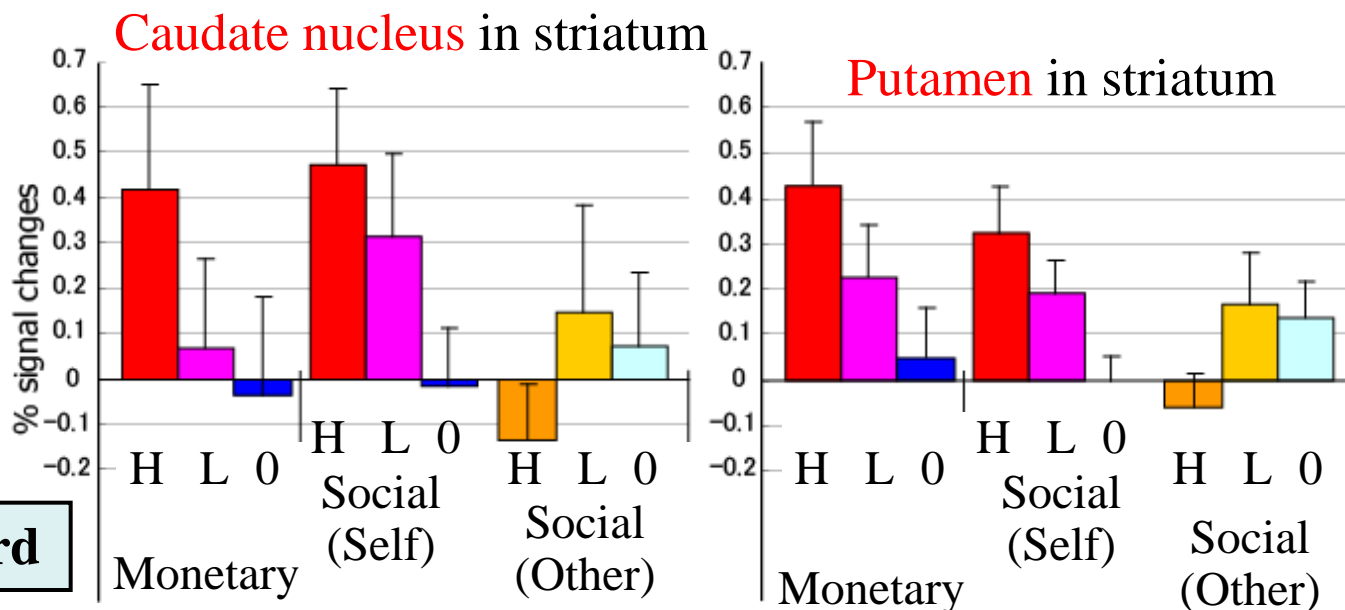 Caudate nucleus in striatum
0.7
0.6
0.5
0.4
0.3
0.2
0.1
0
−0.1
−0.2
% signal changes
H L 0
Monetary
H L 0
Social
(Self)
H L 0
Social
(Other)
rd
Putamen in striatum
0.7
0.6
0.5
0.4
0.3
0.2
0.1
0
−0.1
−0.2
H L 0
Monetary
H L 0
Social
(Self)
H L 0
Social
(Other)